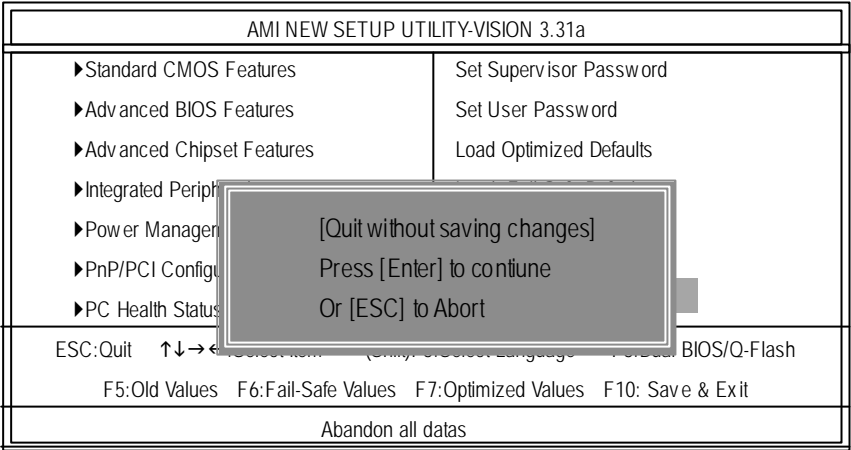 AMI NEW SETUP UTILITY-VISION 3.31a
▶Standard CMOS Features
▶Advanced BIOS Features
▶Advanced Chipset Features
▶Integrated
▶Power
▶PnP/PCI
▶PC Health Status
Set Supervisor Password
Set User Password
Load Optimized Defaults
[Quit without saving changes]
Press [Enter] to contiune
Or [ESC] to Abort
ESC:Quit ↑↓→← BIOS/Q-Flash
F5:Old Values F6:Fail-Safe Values F7:Optimized Values F10: Save & Exit
Abandon all datas